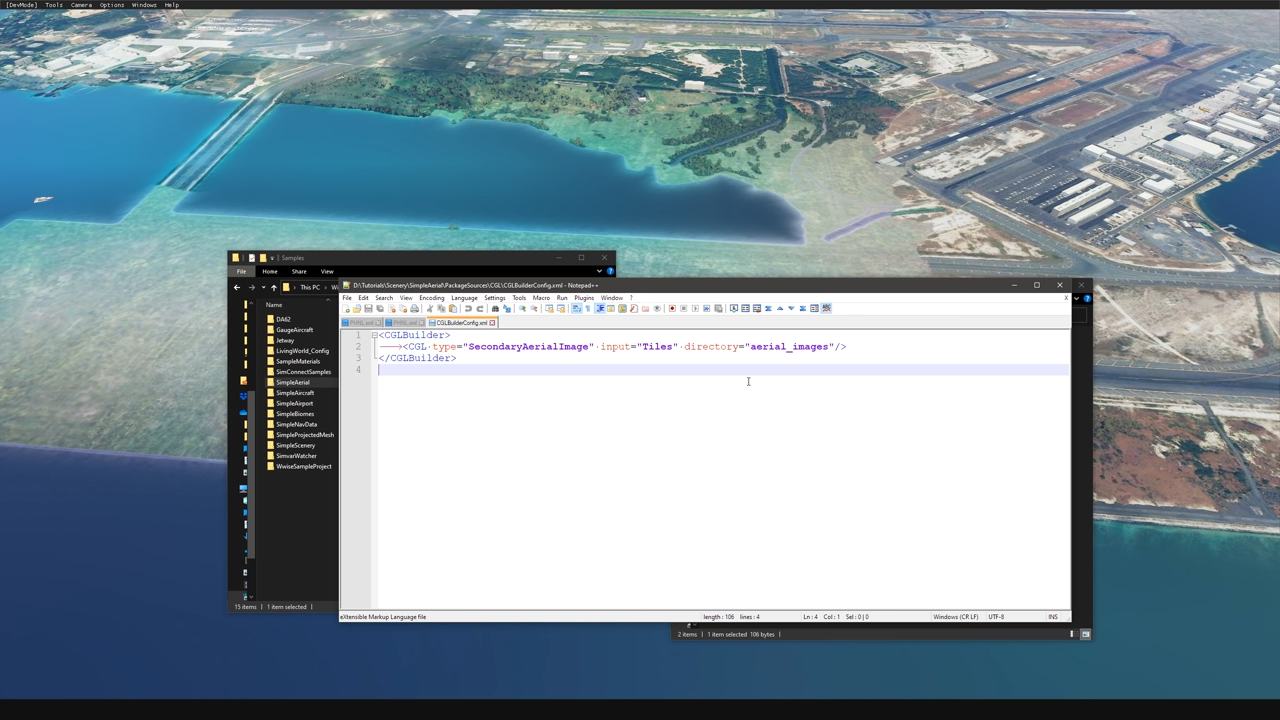 [DevMode] Tools Camera Options Windows Help
Samples
File Home Share View
This PC
Name
DA62
GaugeAircraft
Jetway
LivingWorld_Config
SampleMaterials
SimConnectSamples
SimpleAerial
SimpleAircraft
SimpleAirport
SimpleBiomes
SimpleNavData
SimpleProjectedMesh
SimpleScenery
SimvarWatcher
WwiseSampleProject
15 items 1 item selected
D:\Tutorials\Scenery\SimpleAerial\PackageSources\CGL\CGLBuilderConfig.xml - Notepad++
File Edit Search View Encoding Language Settings Tools Macro Run Plugins Window ? X
CGLBuilderConfig.xml
1 <CGLBuilder>
2 <CGL type="SecondaryAerialImage" input="Tiles" directory="aerial_images"/>
3 </CGLBuilder>
4
eXtensible Markup Language file length : 106 lines : 4 Ln : 4 Col : 1 Sel : 0 | 0 Windows (CR LF) UTF-8 INS
2 items 1 item selected 106 bytes